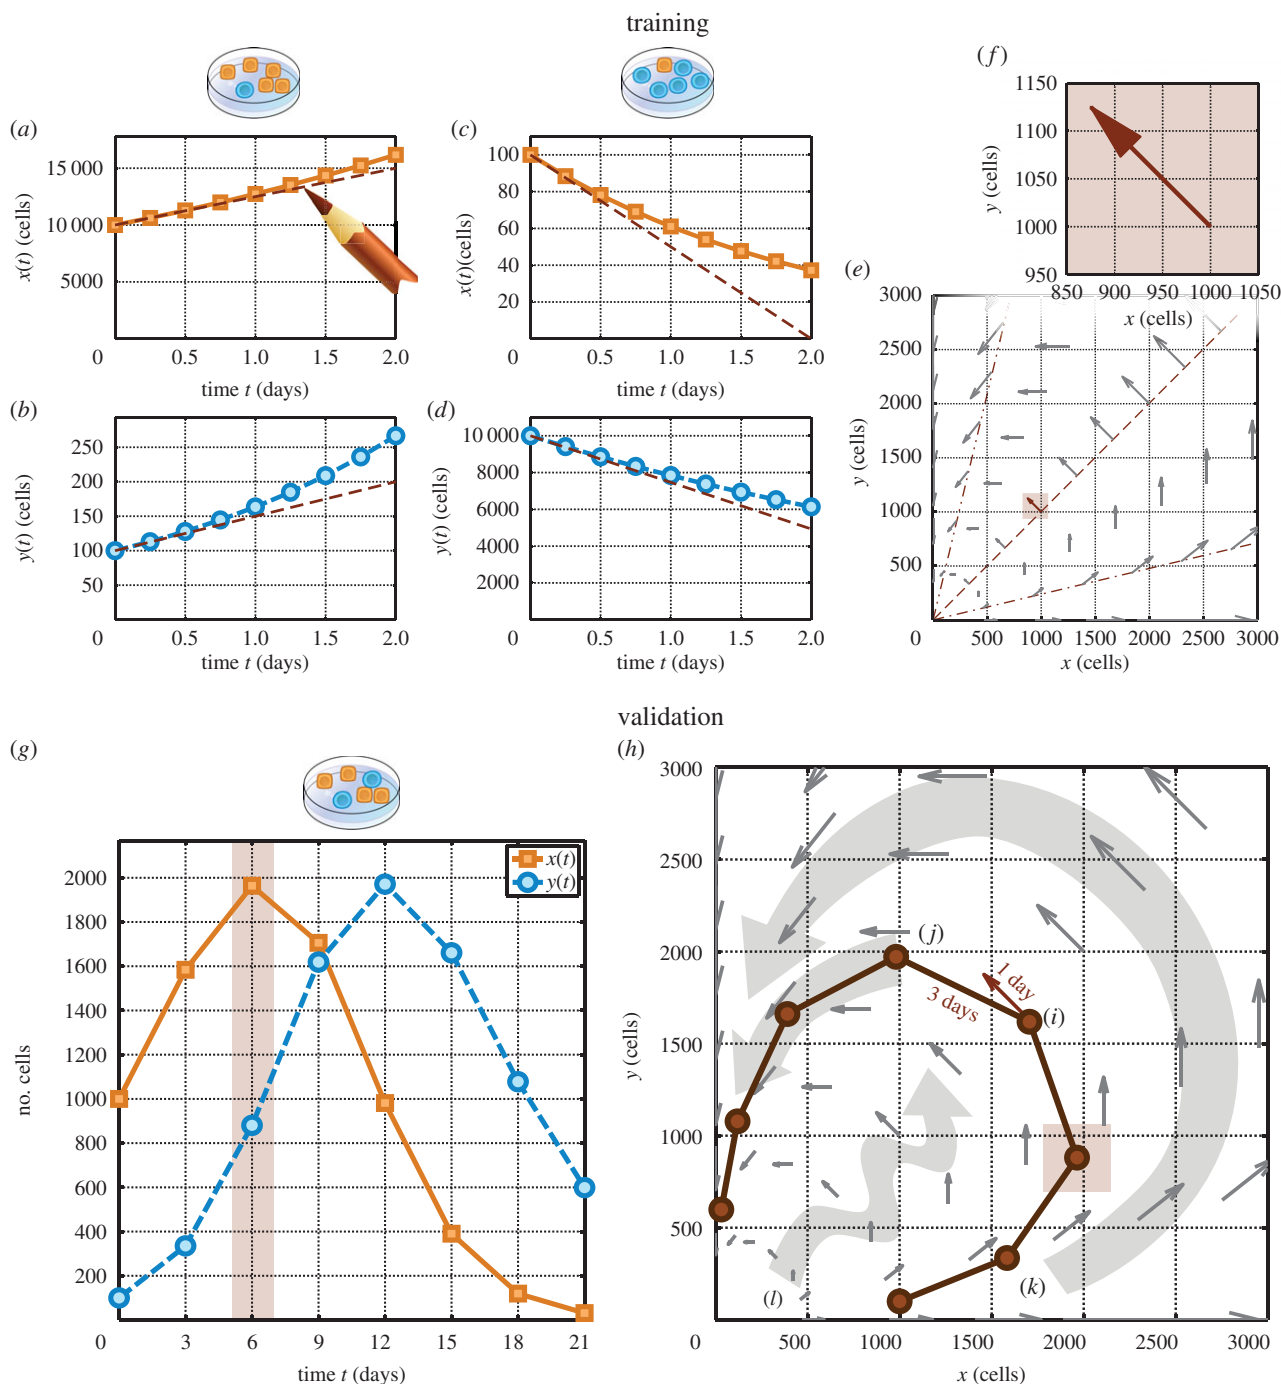 training
(a)
x(t) (cells)
15 000
10 000
5000
0
0.5
1.0
1.5
2.0
time t (days)
(c)
x(t)(cells)
100
80
60
40
20
0
0.5
1.0
1.5
2.0
time t (days)
(f)
y (cells)
1150
1100
1050
1000
950
850
900
950
1000
1050
x (cells)
(b)
y(t) (cells)
250
200
150
100
50
0
0.5
1.0
1.5
2.0
time t (days)
(d)
y(t) (cells)
10 000
8000
6000
4000
2000
0
0.5
1.0
1.5
2.0
time t (days)
(e)
y (cells)
3000
2500
2000
1500
1000
500
0
500
1000
1500
2000
2500
3000
x (cells)
validation
(g)
no. cells
2000
1800
1600
1400
1200
1000
800
600
400
200
0
3
6
9
12
15
18
21
time t (days)
x(t)
y(t)
(h)
y (cells)
3000
2500
2000
1500
1000
500
0
500
1000
1500
2000
2500
3000
x (cells)
(j)
1 day
3 days
(i)
(k)
(l)